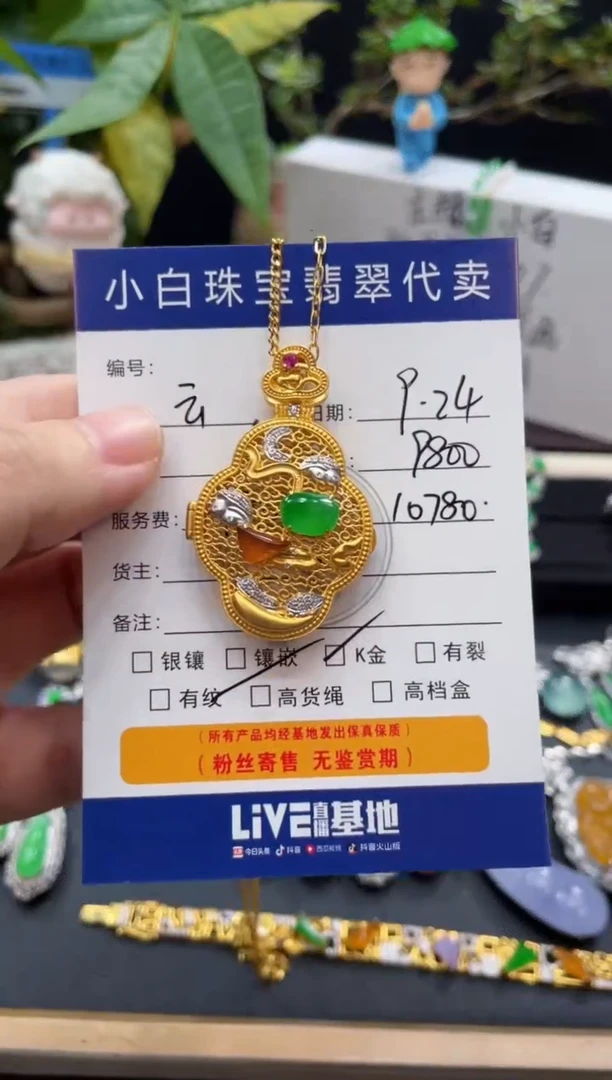 小白珠宝翡翠代卖
编号:
云
日期: 9.24
9800
服务费: 10780.
货主:
备注:
□ 银镶 □ 镶嵌 □ K金 □ 有裂
□ 有纹 □ 高货绳 □ 高档盒
(所有产品均经基地发出保真保质)
(粉丝寄售 无鉴赏期)
LiVE直播基地
今日头条 抖音 西瓜视频 抖音火山版